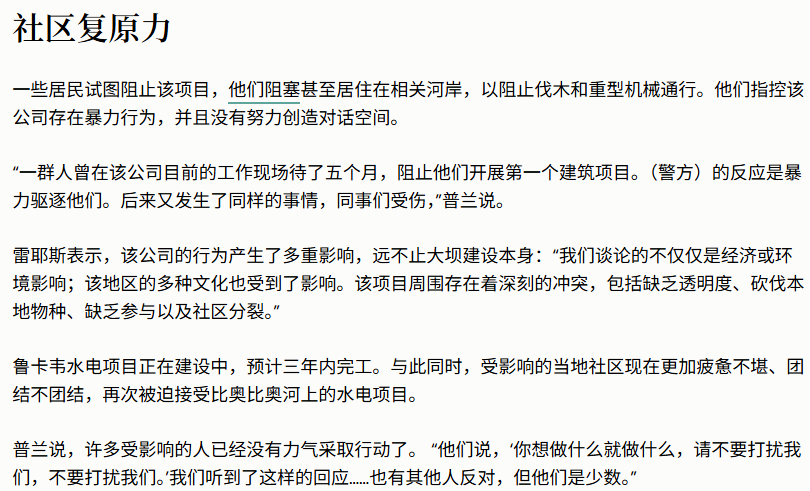 社区复原力
一些居民试图阻止该项目，他们阻塞甚至居住在相关河岸，以阻止伐木和重型机械通行。他们指控该
公司存在暴力行为，并且没有努力创造对话空间。
“一群人曾在该公司目前的工作现场待了五个月，阻止他们开展第一个建筑项目。（警方）的反应是暴
力驱逐他们。后来又发生了同样的事情，同事们受伤，”普兰说。
雷耶斯表示，该公司的行为产生了多重影响，远不止大坝建设本身：“我们谈论的不仅仅是经济或环
境影响；该地区的多种文化也受到了影响。该项目周围存在着深刻的冲突，包括缺乏透明度、砍伐本
地物种、缺乏参与以及社区分裂。”
鲁卡韦水电项目正在建设中，预计三年内完工。与此同时，受影响的当地社区现在更加疲惫不堪、团
结不团结，再次被迫接受比奥比奥河上的水电项目。
普兰说，许多受影响的人已经没有力气采取行动了。 “他们说，‘你想做什么就做什么，请不要打扰我
们，不要打扰我们。’我们听到了这样的回应……也有其他人反对，但他们是少数。”